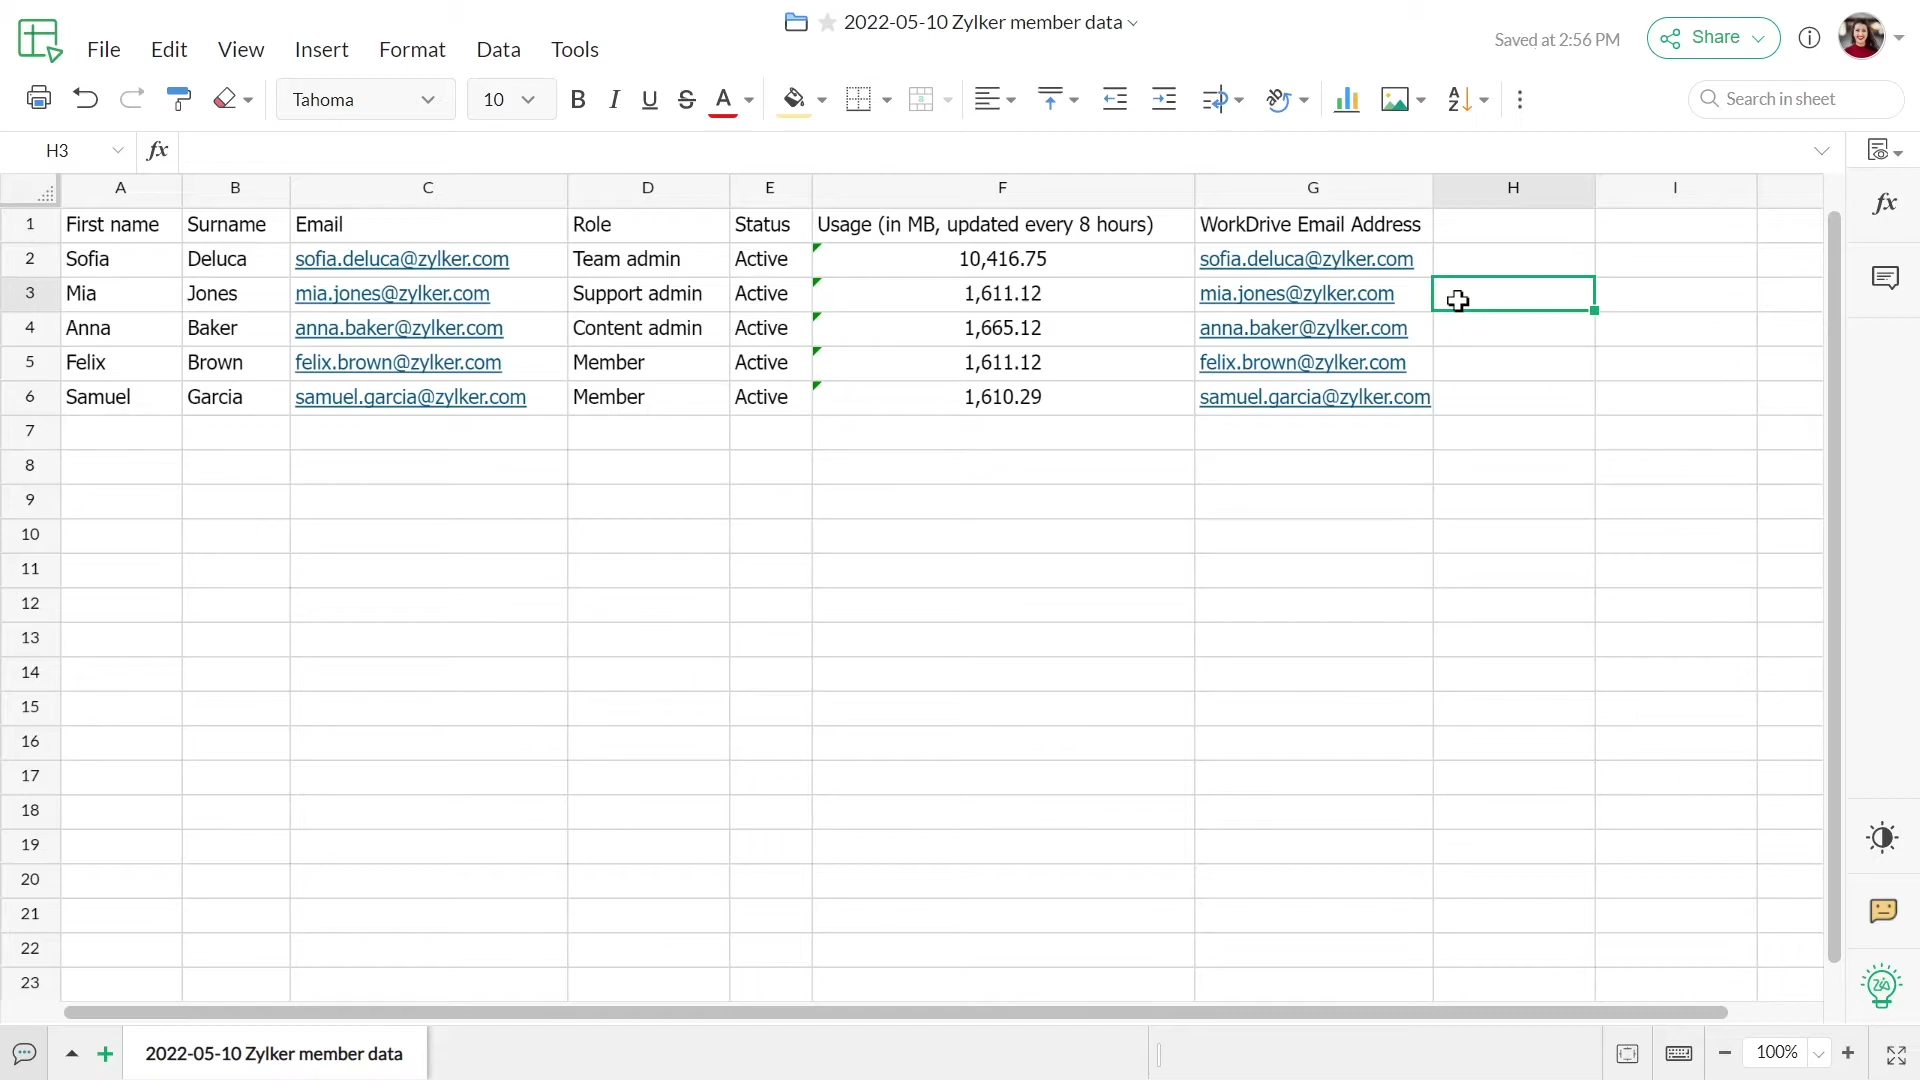 2022-05-10 Zylker member data
File Edit View Insert Format Data Tools
Saved at 2:56 PM
Share
Tahoma 10 B I U S A
Search in sheet
H3 fx
A B C D E F G H I
1 First name Surname Email Role Status Usage (in MB, updated every 8 hours) WorkDrive Email Address
2 Sofia Deluca sofia.deluca@zylker.com Team admin Active 10,416.75 sofia.deluca@zylker.com
3 Mia Jones mia.jones@zylker.com Support admin Active 1,611.12 mia.jones@zylker.com
4 Anna Baker anna.baker@zylker.com Content admin Active 1,665.12 anna.baker@zylker.com
5 Felix Brown felix.brown@zylker.com Member Active 1,611.12 felix.brown@zylker.com
6 Samuel Garcia samuel.garcia@zylker.com Member Active 1,610.29 samuel.garcia@zylker.com
7
8
9
10
11
12
13
14
15
16
17
18
19
20
21
22
23
fx
2022-05-10 Zylker member data
100%